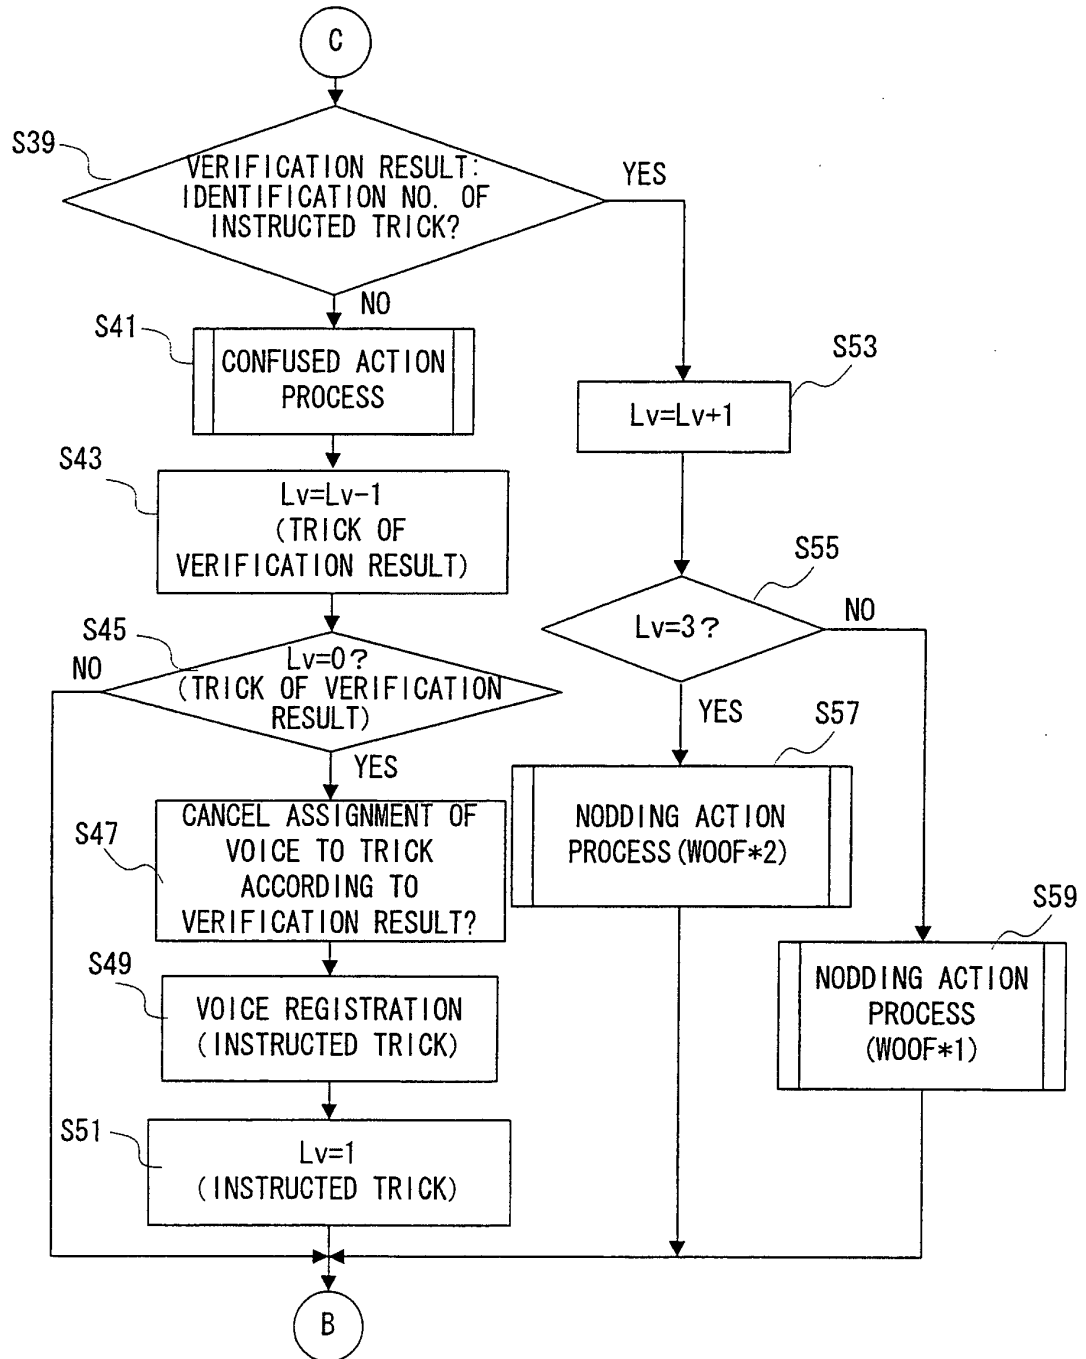 C
S39
VERIFICATION RESULT:
IDENTIFICATION NO. OF
INSTRUCTED TRICK?
YES
NO
S41
CONFUSED ACTION
PROCESS
S53
Lv=Lv+1
S43
Lv=Lv-1
(TRICK OF
VERIFICATION RESULT)
S55
Lv=3?
NO
YES
S45
NO
Lv=0?
(TRICK OF VERIFICATION
RESULT)
YES
S57
NODDING ACTION
PROCESS(WOOF*2)
S47
CANCEL ASSIGNMENT OF
VOICE TO TRICK
ACCORDING TO
VERIFICATION RESULT?
S59
NODDING ACTION
PROCESS
(WOOF*1)
S49
VOICE REGISTRATION
(INSTRUCTED TRICK)
S51
Lv=1
(INSTRUCTED TRICK)
B